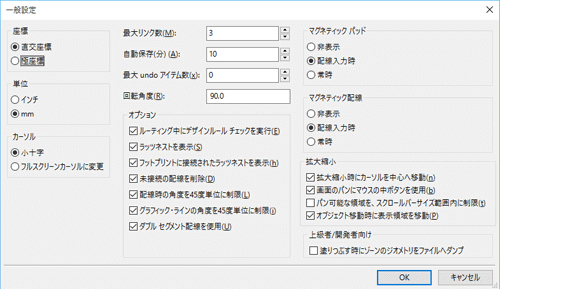 一般設定
座標
直交座標
極座標
単位
インチ
mm
カーソル
小十字
フルスクリーンカーソルに変更
最大リンク数(M):
3
自動保存(分) (A):
10
最大 undo アイテム数(x):
0
回転角度(R):
90.0
オプション
ルーティング中にデザインルール チェックを実行(E)
ラッツネストを表示(S)
フットプリントに接続されたラッツネストを表示(h)
未接続の配線を削除(D)
配線時の角度を45度単位に制限(L)
グラフィック・ラインの角度を45度単位に制限(i)
ダブル セグメント配線を使用(U)
マグネティック パッド
非表示
配線入力時
常時
マグネティック配線
非表示
配線入力時
常時
拡大縮小
拡大縮小時にカーソルを中心へ移動(n)
画面のパンにマウスの中ボタンを使用(b)
パン可能な領域を、スクロールバーサイズ範囲内に制限(t)
オブジェクト移動時に表示領域を移動(P)
上級者/開発者向け
塗りつぶす時にゾーンのジオメトリをファイルへダンプ
OK
キャンセル